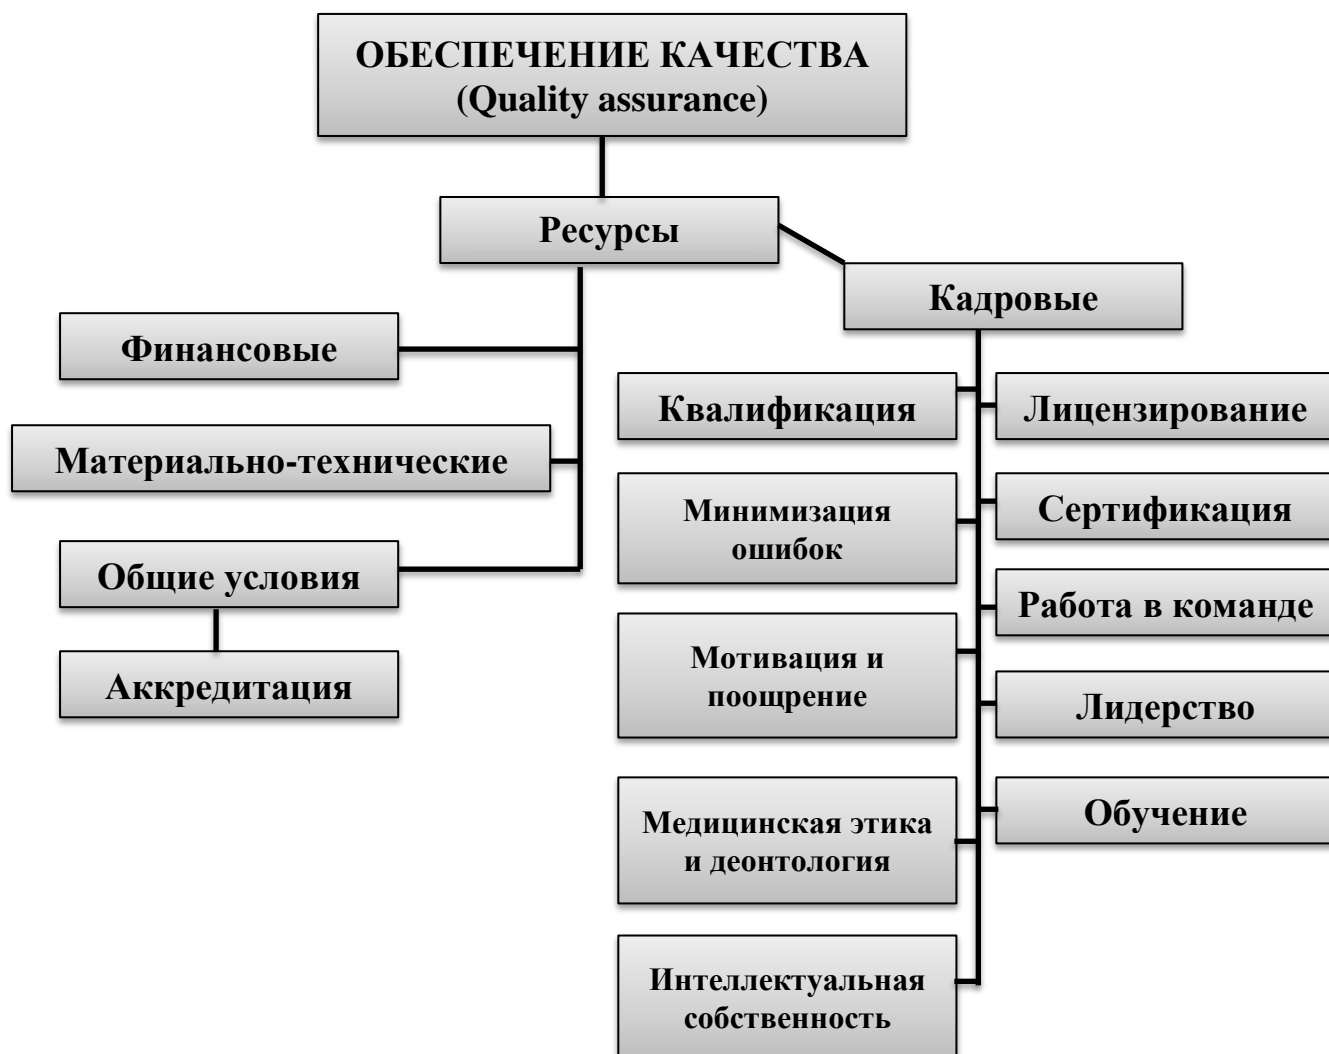 ОБЕСПЕЧЕНИЕ КАЧЕСТВА
(Quality assurance)
Ресурсы
Кадровые
Финансовые
Материально-технические
Общие условия
Аккредитация
Квалификация
Минимизация
ошибок
Мотивация и
поощрение
Медицинская этика
и деонтология
Интеллектуальная
собственность
Лицензирование
Сертификация
Работа в команде
Лидерство
Обучение